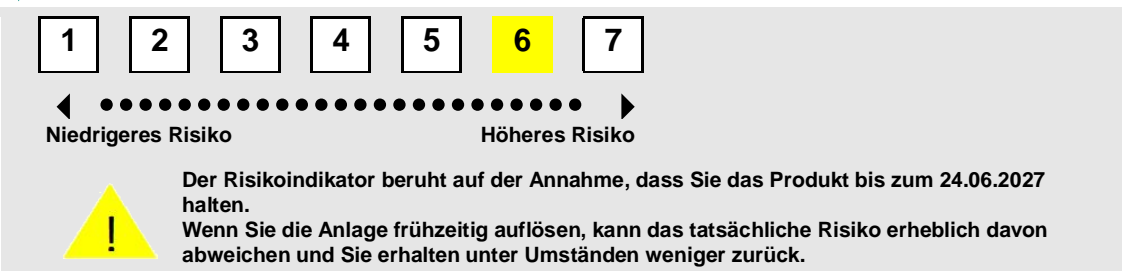 1 2 3 4 5 6 7
Niedrigeres Risiko Höheres Risiko
Der Risikoindikator beruht auf der Annahme, dass Sie das Produkt bis zum 24.06.2027
halten.
Wenn Sie die Anlage frühzeitig auflösen, kann das tatsächliche Risiko erheblich davon
abweichen und Sie erhalten unter Umständen weniger zurück.
!